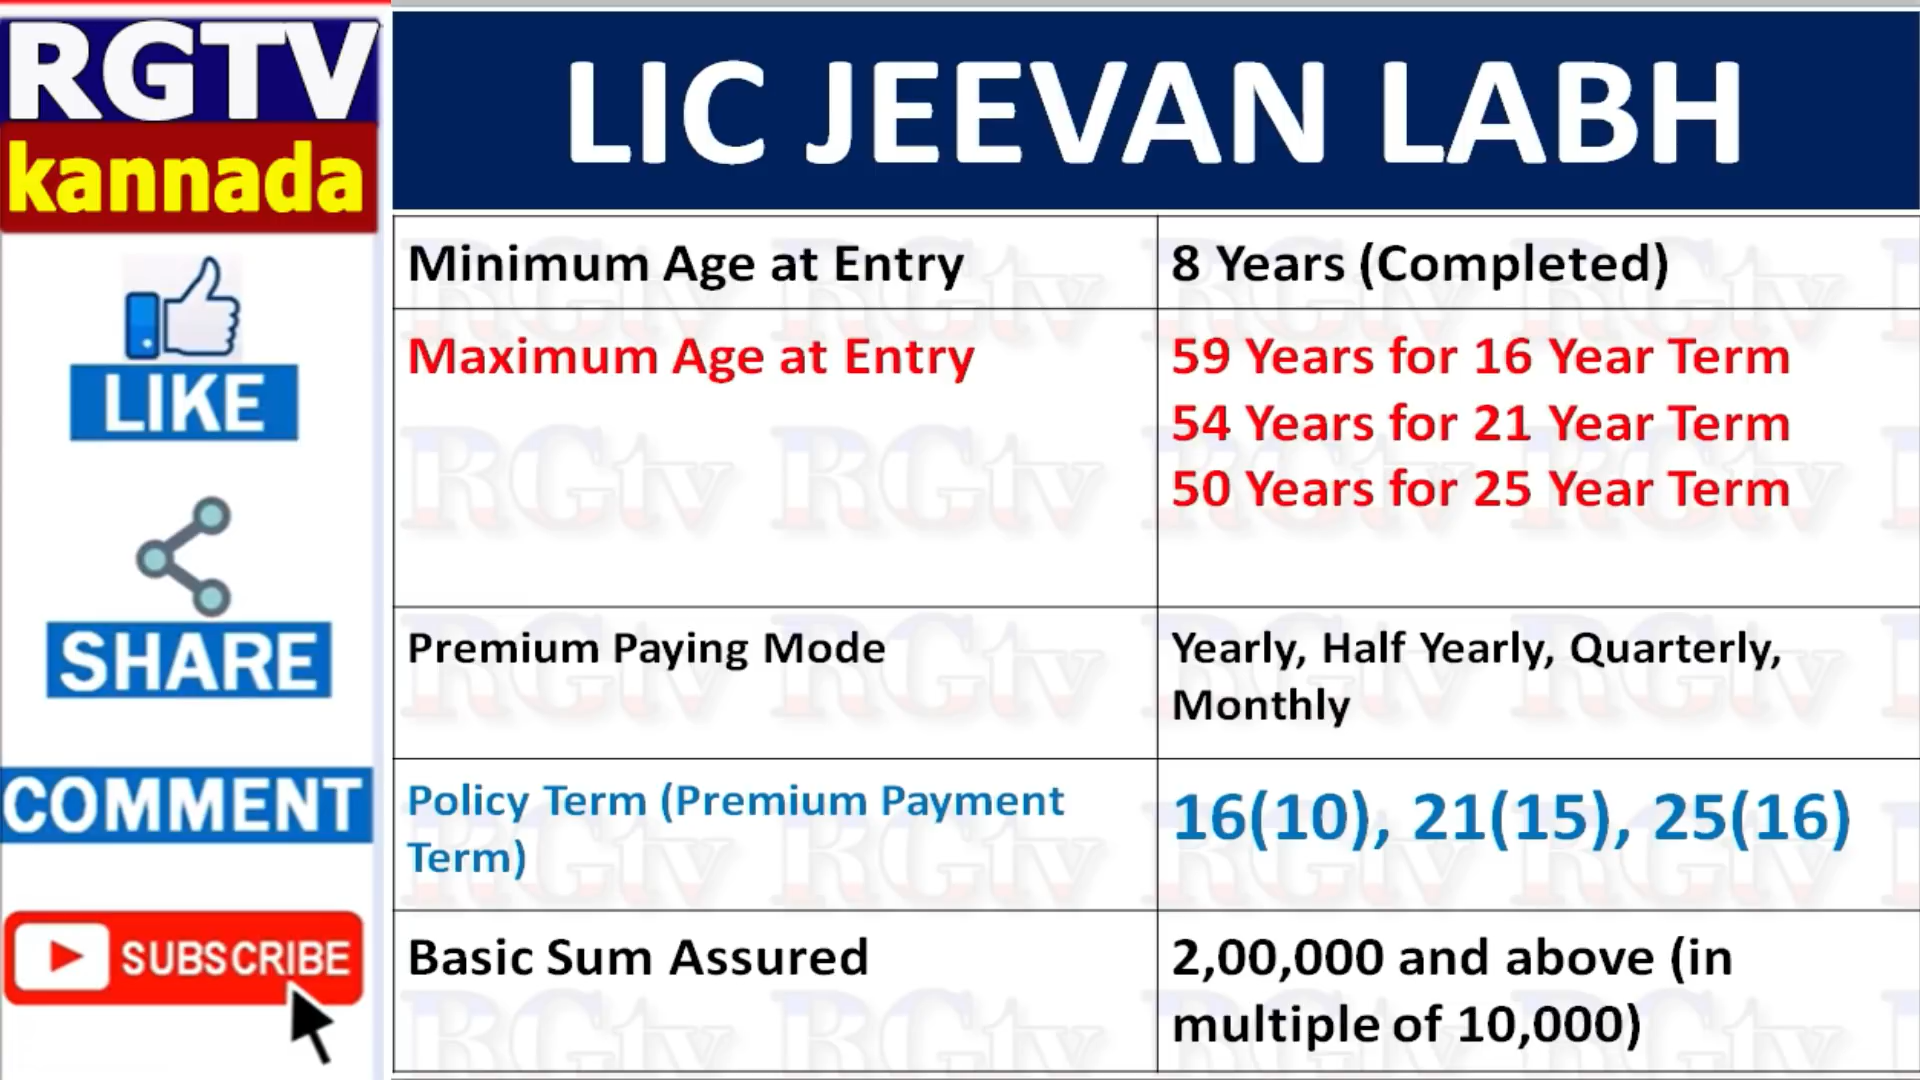 RGTV
kannada
LIKE
SHARE
COMMENT
SUBSCRIBE
LIC JEEVAN LABH
Minimum Age at Entry
8 Years (Completed)
Maximum Age at Entry
59 Years for 16 Year Term
54 Years for 21 Year Term
50 Years for 25 Year Term
Premium Paying Mode
Yearly, Half Yearly, Quarterly,
Monthly
Policy Term (Premium Payment
Term)
16(10), 21(15), 25(16)
Basic Sum Assured
2,00,000 and above (in
multiple of 10,000)